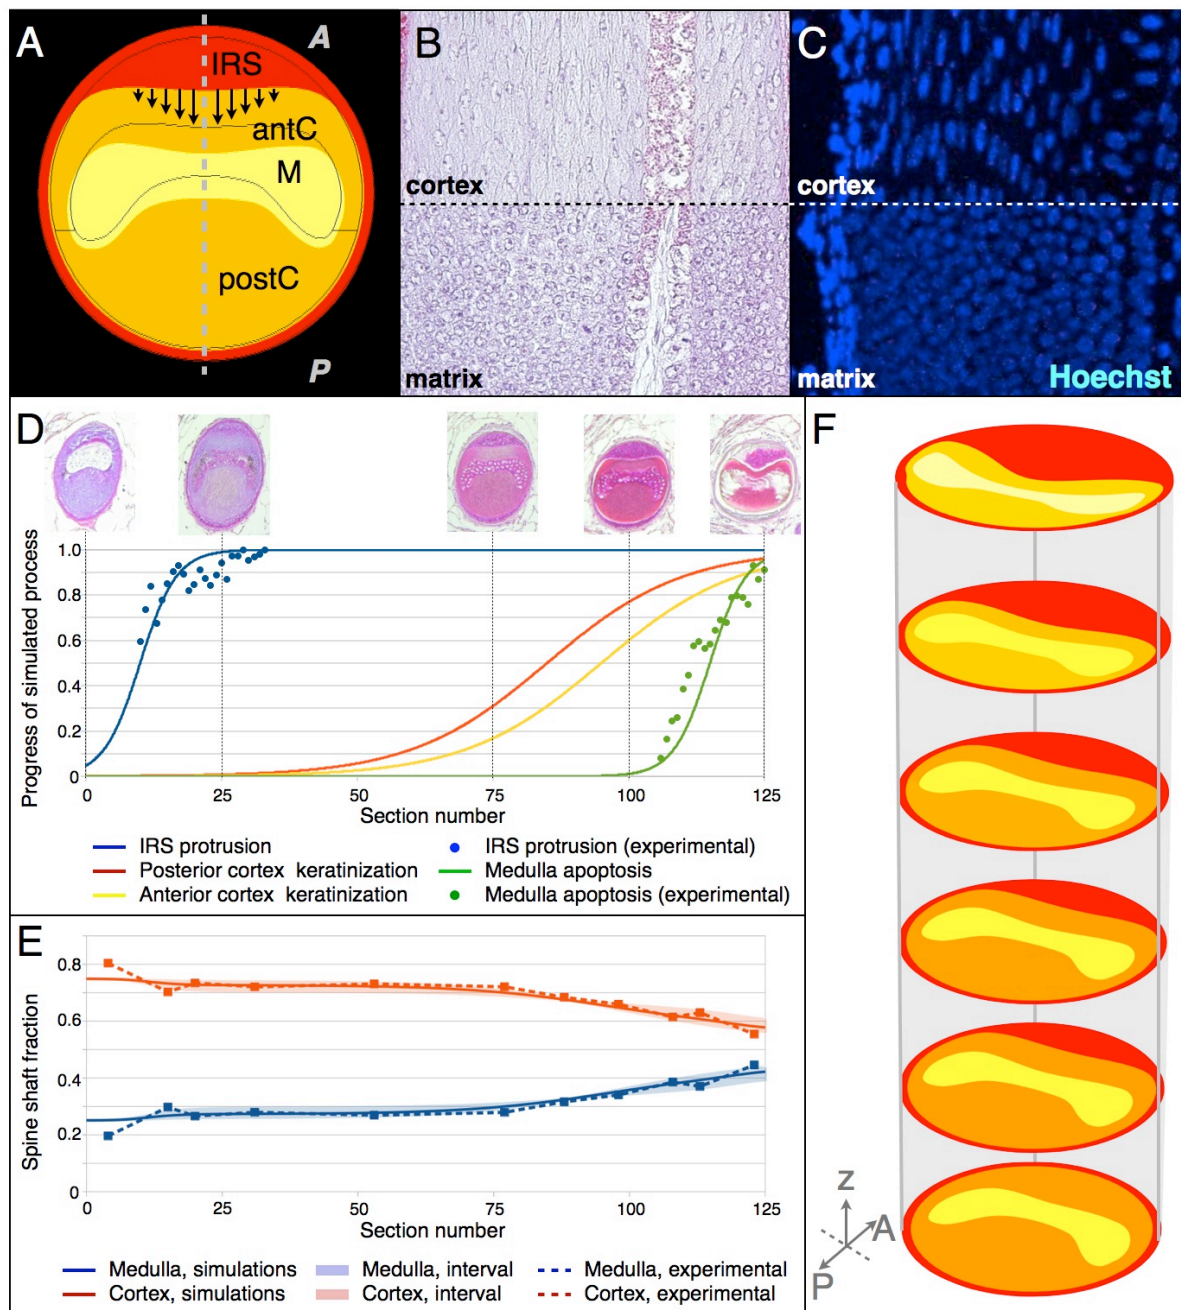 A
A
IRS
antC
M
postC
P
B
cortex
matrix
C
cortex
matrix
Hoechst
D
1.0
0.8
0.6
0.4
0.2
0
Progress of simulated process
0 25 50 75 100 125
Section number
IRS protrusion
IRS protrusion (experimental)
Posterior cortex keratinization
Medulla apoptosis
Anterior cortex keratinization
Medulla apoptosis (experimental)
E
0.8
0.6
0.4
0.2
0
Spine shaft fraction
0 25 50 75 100 125
Section number
Medulla, simulations
Medulla, interval
Medulla, experimental
Cortex, simulations
Cortex, interval
Cortex, experimental
F
z
A
P